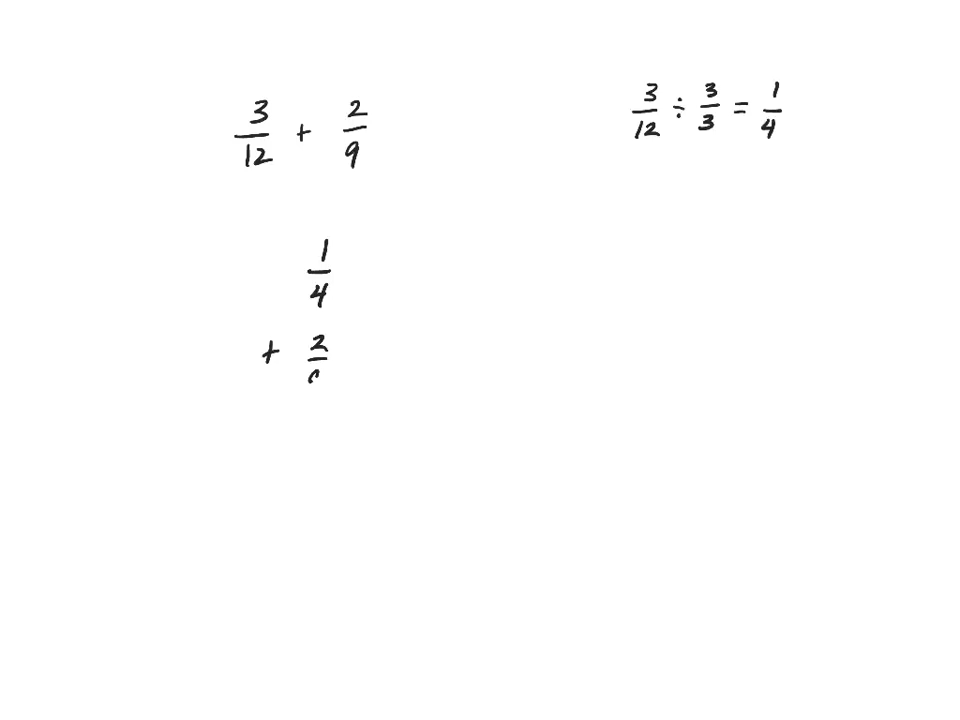 3/12 + 2/9
3/12 ÷ 3/3 = 1/4
1/4
+ 2/